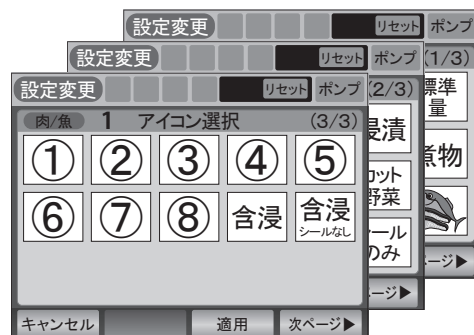 設定変更 リセット ポンプ
設定変更 リセット ポンプ (1/3)
設定変更 リセット ポンプ (2/3) 標準
量
肉/魚 1 アイコン選択 (3/3)
① ② ③ ④ ⑤
⑥ ⑦ ⑧ 含浸 含浸
シールなし
浸漬
煮物
カット
野菜
シール
のみ
ページ▶
ページ▶
キャンセル 適用 次ページ▶